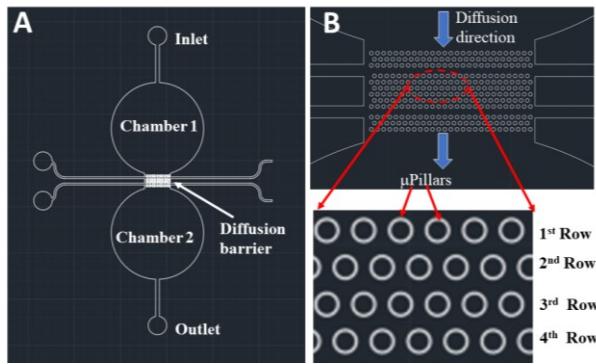 A
Inlet
Chamber 1
Diffusion
barrier
Chamber 2
Outlet
B
Diffusion
direction
μPillars
1st Row
2nd Row
3rd Row
4th Row